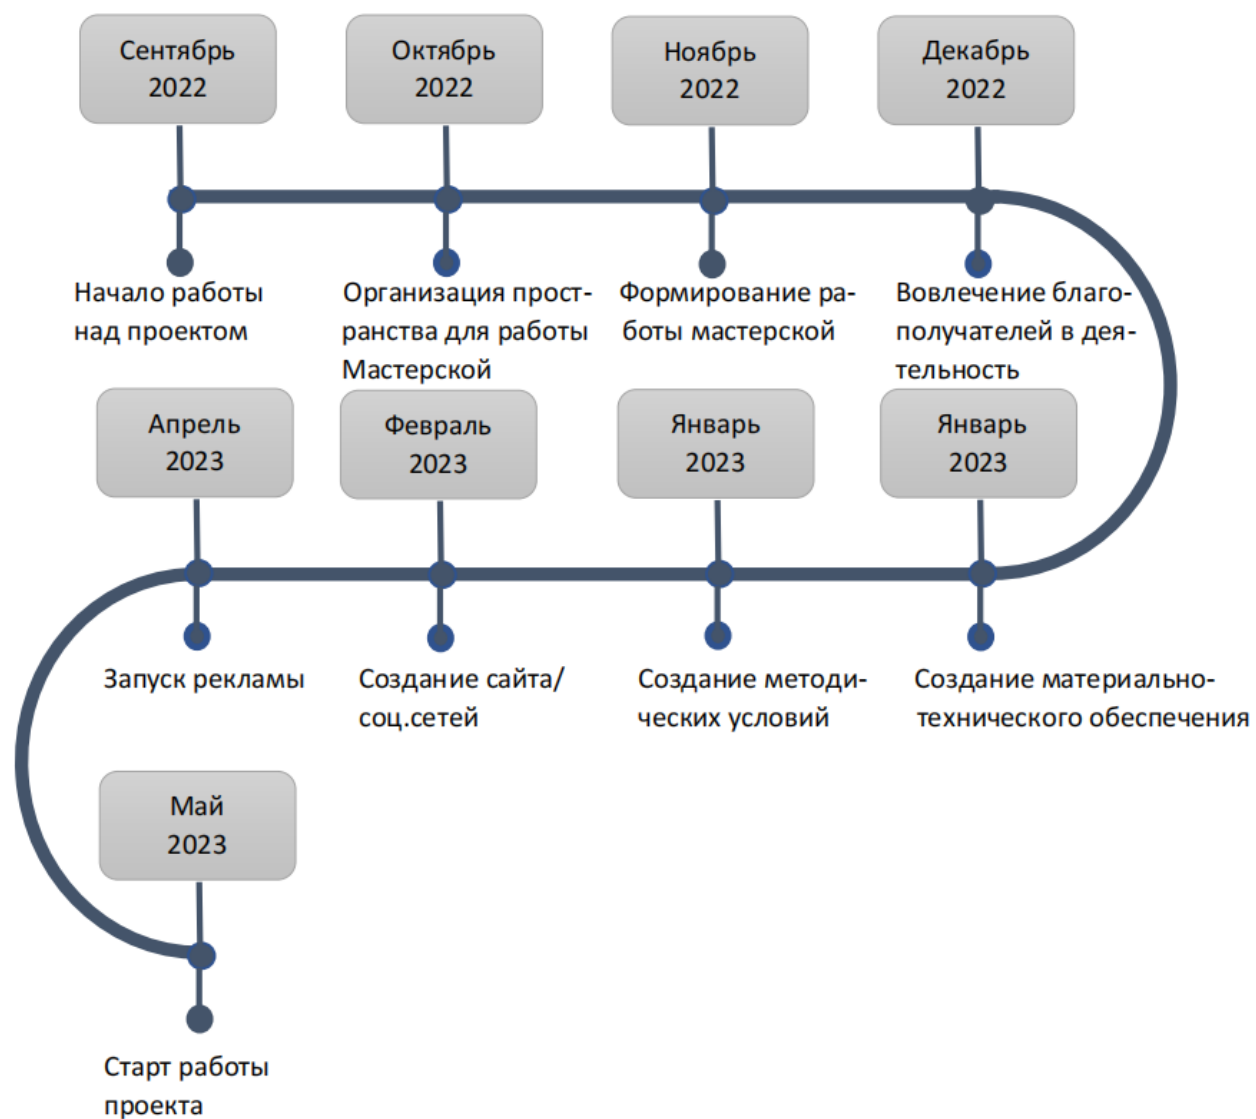 Сентябрь
2022
Октябрь
2022
Ноябрь
2022
Декабрь
2022
Начало работы
над проектом
Организация прост-
ранства для работы
Мастерской
Формирование ра-
боты мастерской
Вовлечение благо-
получателей в дея-
тельность
Январь
2023
Январь
2023
Февраль
2023
Апрель
2023
Создание материально-
технического обеспечения
Создание методи-
ческих условий
Создание сайта/
соц.сетей
Запуск рекламы
Май
2023
Старт работы
проекта